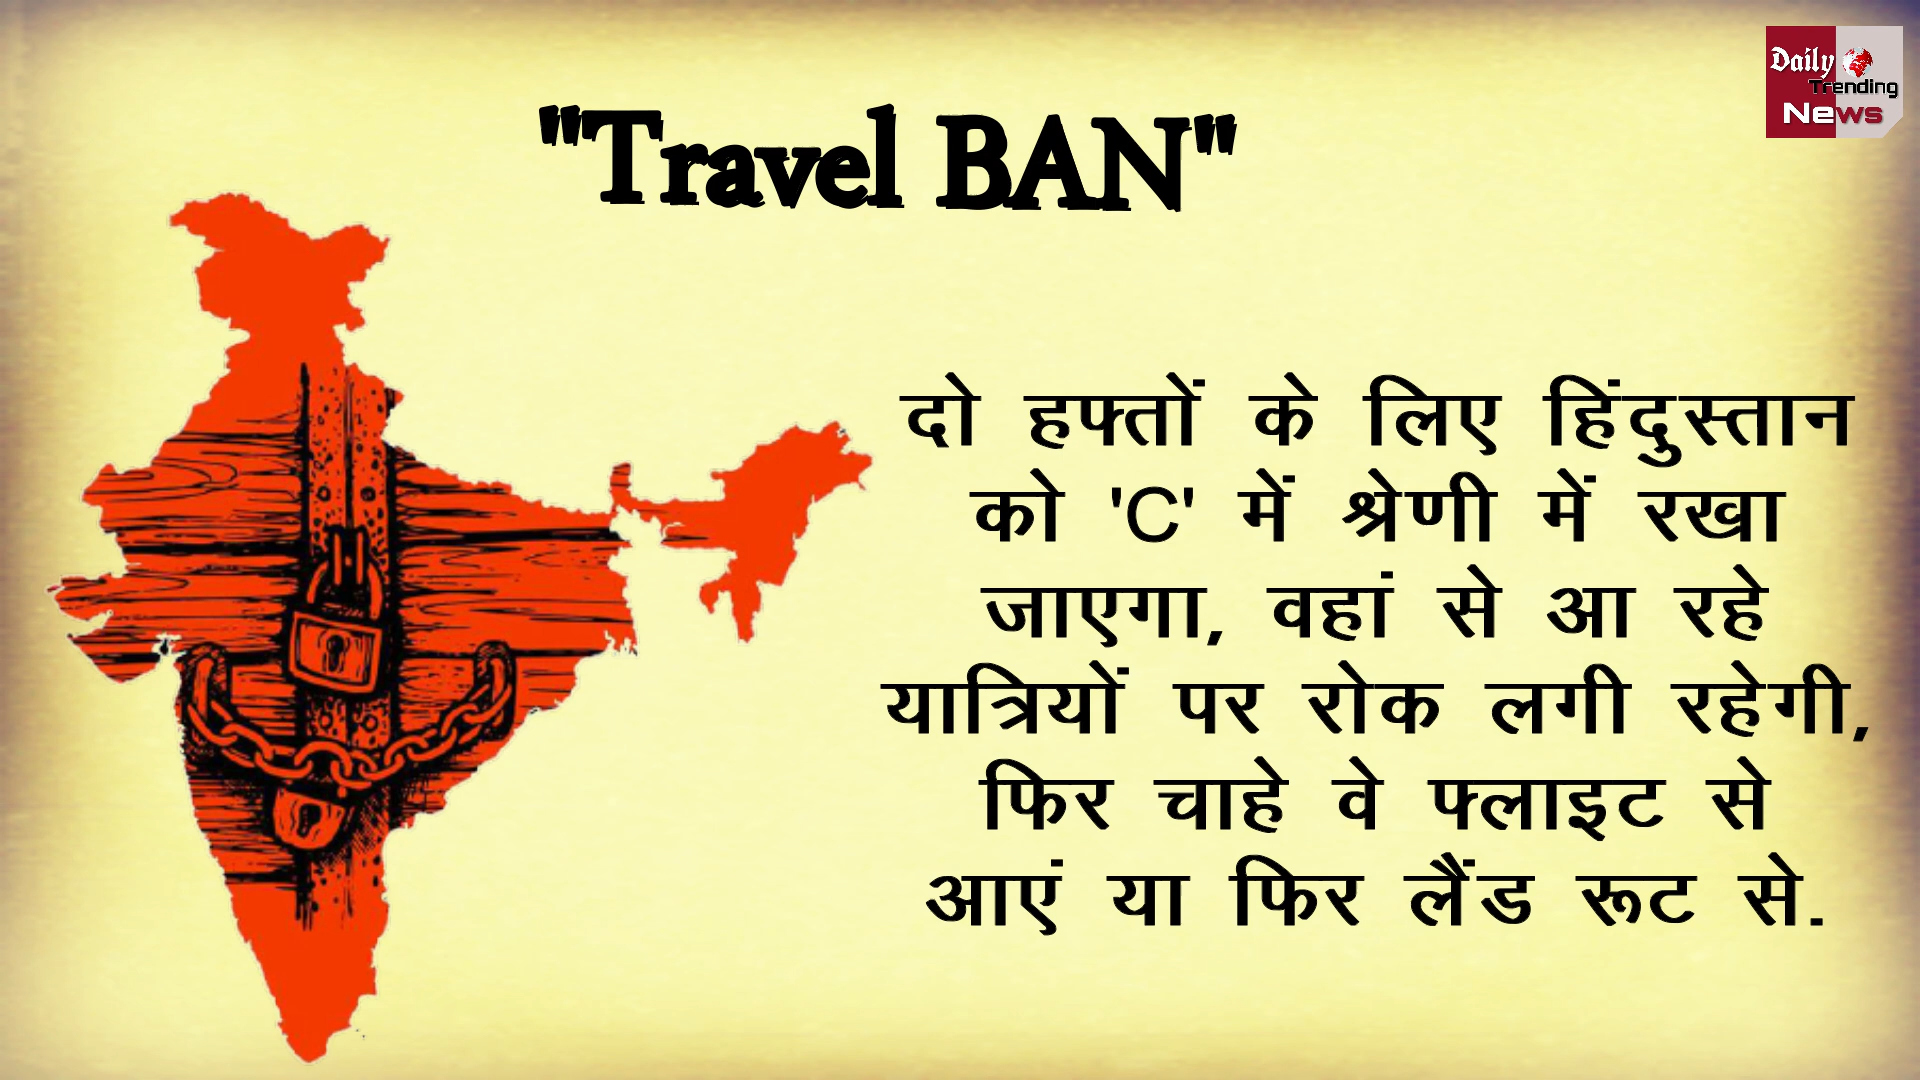 Daily
Trending
News
"Travel BAN"
दो हफ्तों के लिए हिंदुस्तान
को 'C' में श्रेणी में रखा
जाएगा, वहां से आ रहे
यात्रियों पर रोक लगी रहेगी,
फिर चाहे वे फ्लाइट से
आएं या फिर लैंड रूट से.